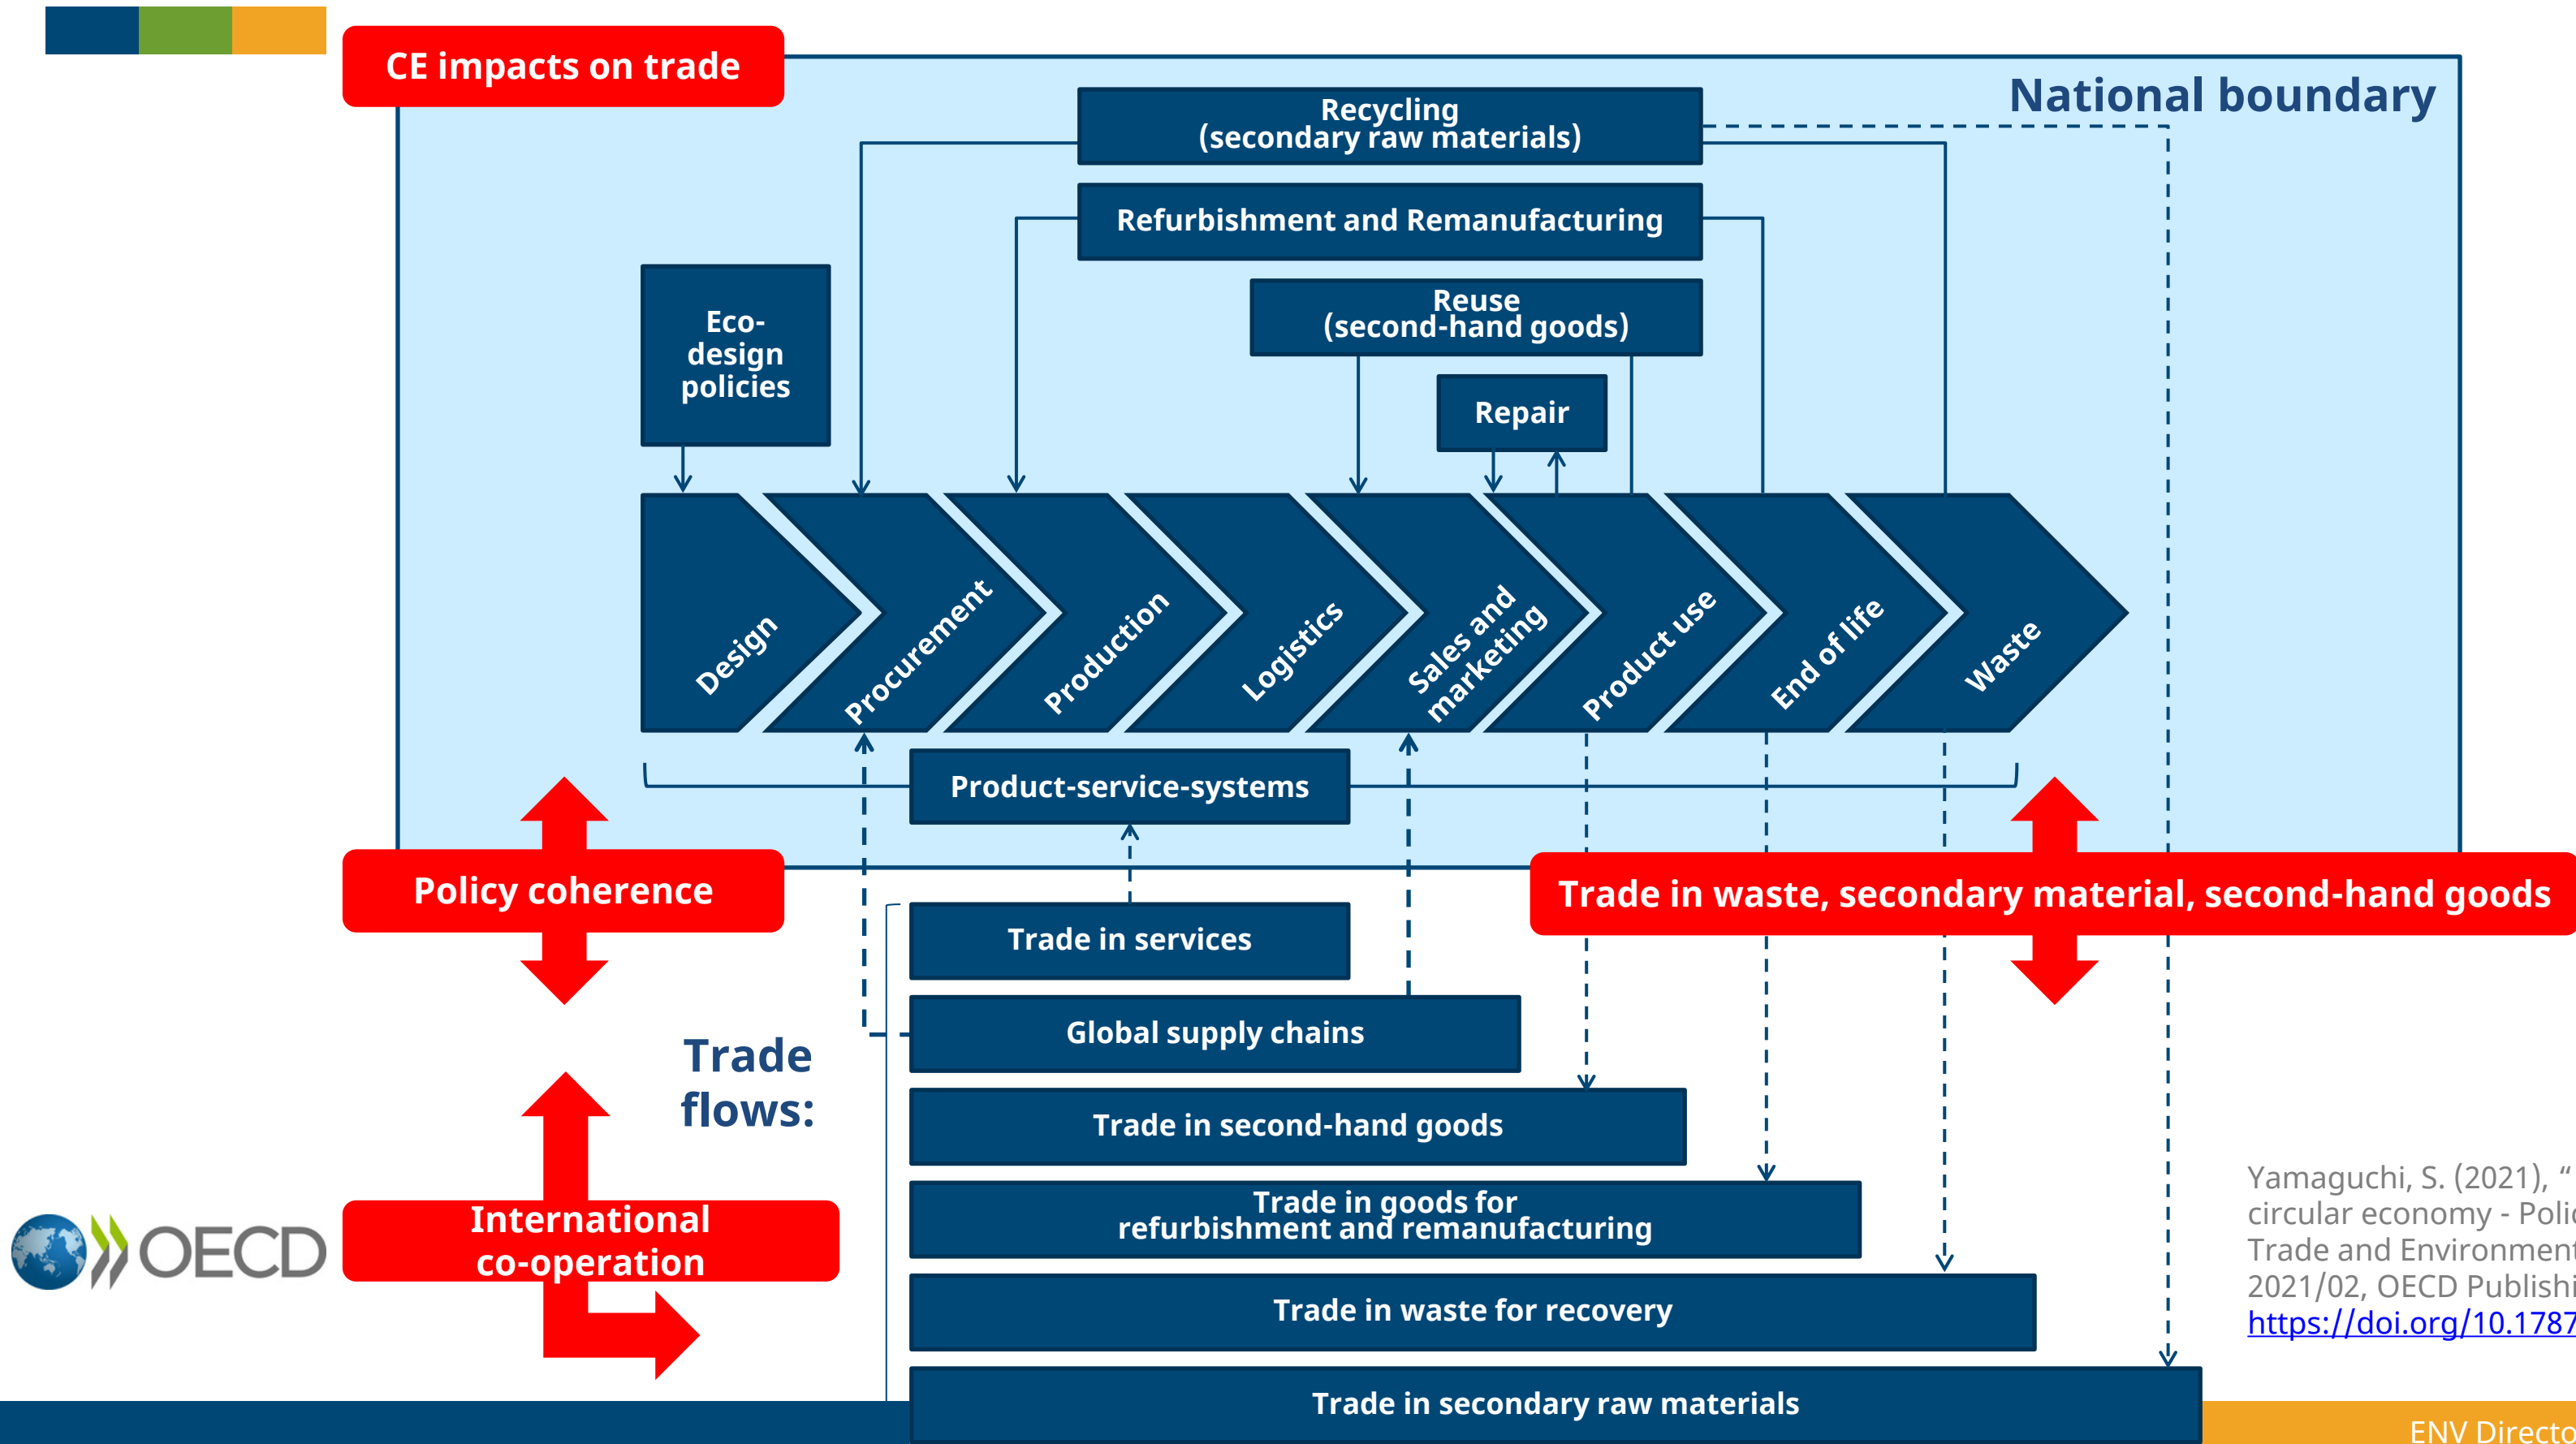 CE impacts on trade
National boundary
Recycling
(secondary raw materials)
Refurbishment and Remanufacturing
Reuse
(second-hand goods)
Eco-
design
policies
Repair
Design
Procurement
Production
Logistics
Sales and
marketing
Product use
End of life
Waste
Product-service-systems
Policy coherence
Trade in waste, secondary material, second-hand goods
Trade in services
Global supply chains
Trade
flows:
Trade in second-hand goods
Trade in goods for
refurbishment and remanufacturing
International
co-operation
OECD
Trade in waste for recovery
Trade in secondary raw materials
Yamaguchi, S. (2021), “
circular economy - Polic
Trade and Environment
2021/02, OECD Publishi
https://doi.org/10.1787
ENV Directo